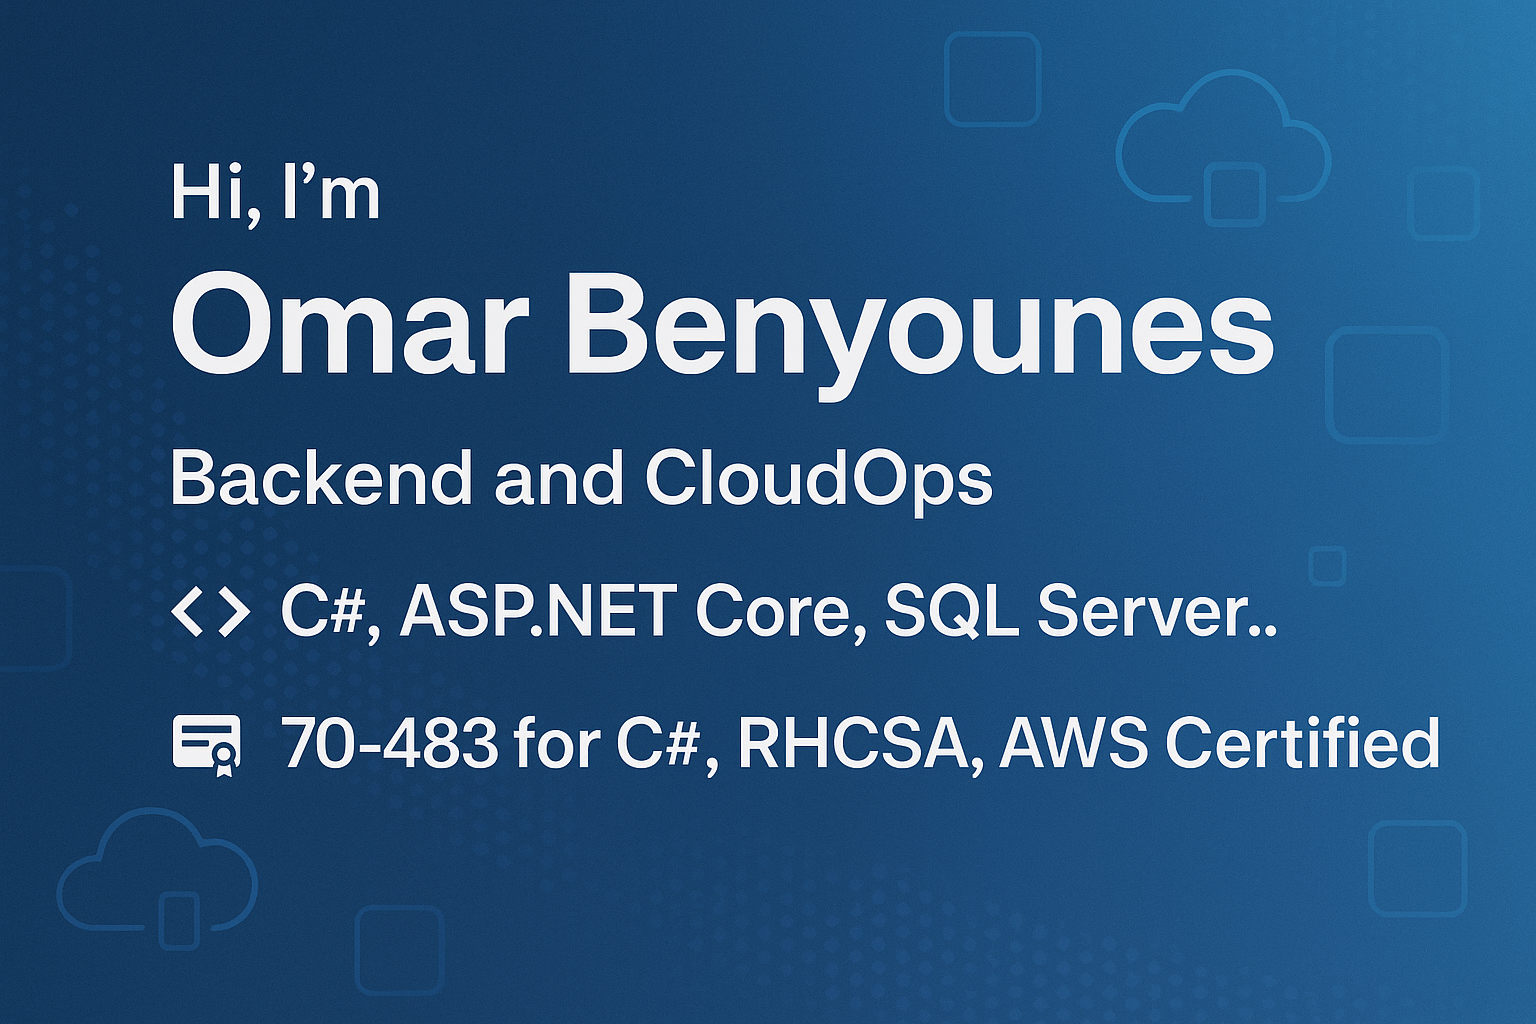 Hi, I’m
Omar Benyounes
Backend and CloudOps
C#, ASP.NET Core, SQL Server..
70-483 for C#, RHCSA, AWS Certified